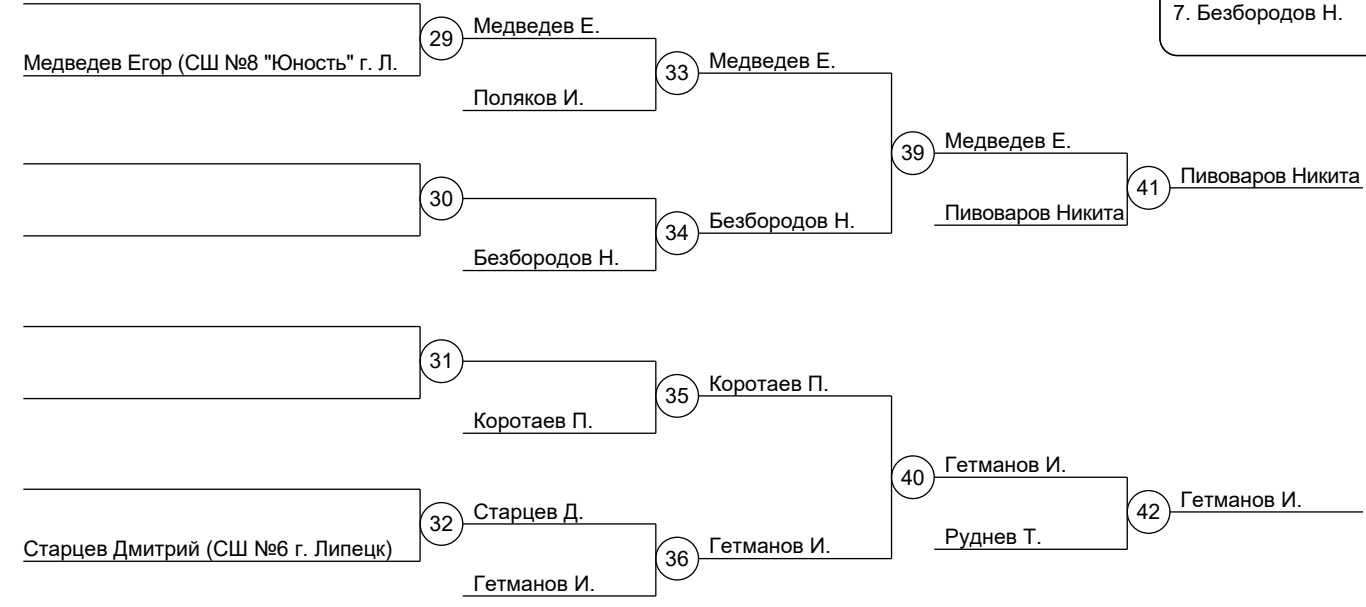 7. Безбородов Н.
Медведев Е.
29
Медведев Егор (СШ №8 "Юность" г. Л.
Медведев Е.
33
Поляков И.
Медведев Е.
39
Пивоваров Никита
41
30
Пивоваров Никита
Безбородов Н.
34
Безбородов Н.
31
Коротаев П.
35
Коротаев П.
Гетманов И.
40
Старцев Д.
Гетманов И.
42
32
Руднев Т.
Старцев Дмитрий (СШ №6 г. Липецк)
Гетманов И.
36
Гетманов И.